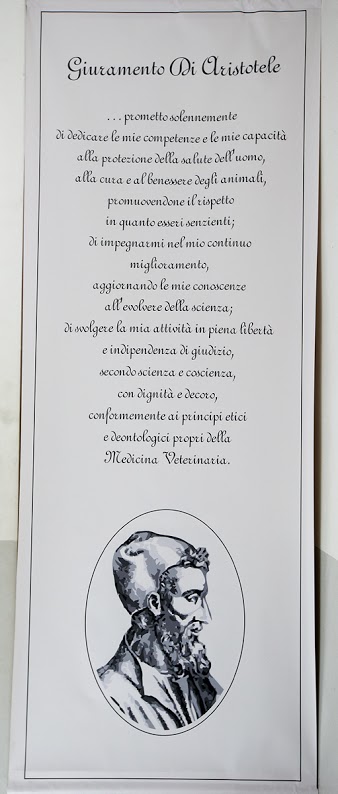 Giuramento Di Aristotele
. . . prometto solennemente
di dedicare le mie competenze e le mie capacità
alla protezione della salute dell'uomo,
alla cura e al benessere degli animali,
promuovendone il rispetto
in quanto esseri senzienti;
di impegnarmi nel mio continuo
miglioramento,
aggiornando le mie conoscenze
all'evolvere della scienza;
di svolgere la mia attività in piena libertà
e indipendenza di giudizio,
secondo scienza e coscienza,
con dignità e decoro,
conformemente ai principi etici
e deontologici propri della
Medicina Veterinaria.